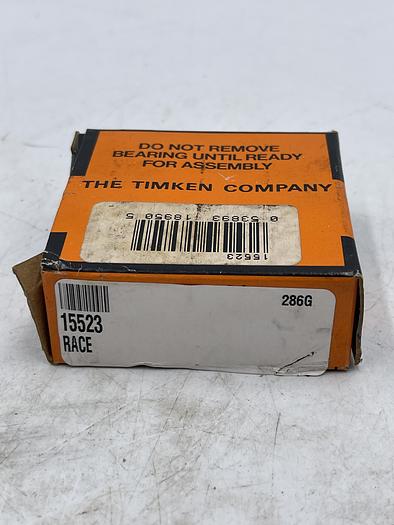 DO NOT REMOVE
BEARING UNTIL READY
FOR ASSEMBLY
THE TIMKEN COMPANY
0 53893 18950 5
15523
286G
15523
RACE